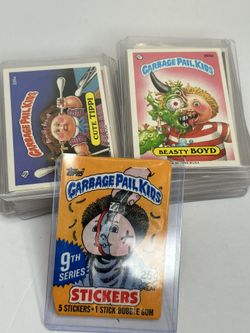 GARBAGE PAIL KIDS
CUTE TIPPI
GARBAGE PAIL KIDS
BEASTY BOYD
TOPPS
GARBAGE PAIL KIDS
9TH
SERIES
25¢
STICKERS
5 STICKERS • 1 STICK BUBBLE GUM